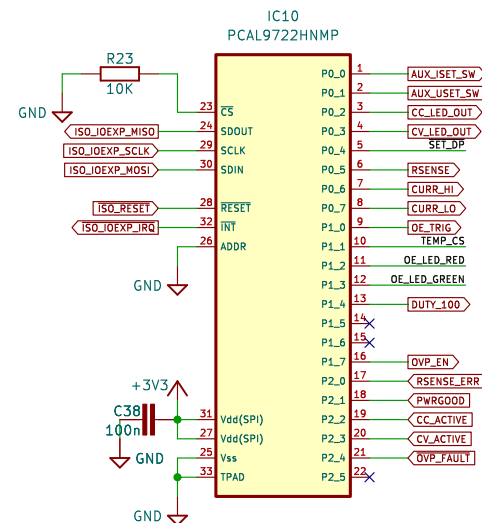 IC10
PCAL9722HNMP
R23
10K
GND
23 CS P0_0 1 AUX_ISET_SW
P0_1 2 AUX_USET_SW
P0_2 3 CC_LED_OUT
ISO_IOEXP_MISO 24 SDOUT P0_3 4 CV_LED_OUT
ISO_IOEXP_SCLK 29 SCLK P0_4 5 SET_DP
ISO_IOEXP_MOSI 30 SDIN P0_5 6 RSENSE
P0_6 7 CURR_HI
ISO_RESET 28 RESET P0_7 8 CURR_LO
ISO_IOEXP_IRQ 32 INT P1_0 9 OE_TRIG
26 ADDR P1_1 10 TEMP_CS
P1_2 11 OE_LED_RED
GND P1_3 12 OE_LED_GREEN
P1_4 13 DUTY_100
P1_5 14
P1_6 15
P1_7 16 OVP_EN
+3V3 P2_0 17 RSENSE_ERR
P2_1 18 PWRGOOD
C38 31 Vdd(SPI) P2_2 19 CC_ACTIVE
100n 27 Vdd(SPI) P2_3 20 CV_ACTIVE
GND 25 Vss P2_4 21 OVP_FAULT
33 TPAD P2_5 22
GND